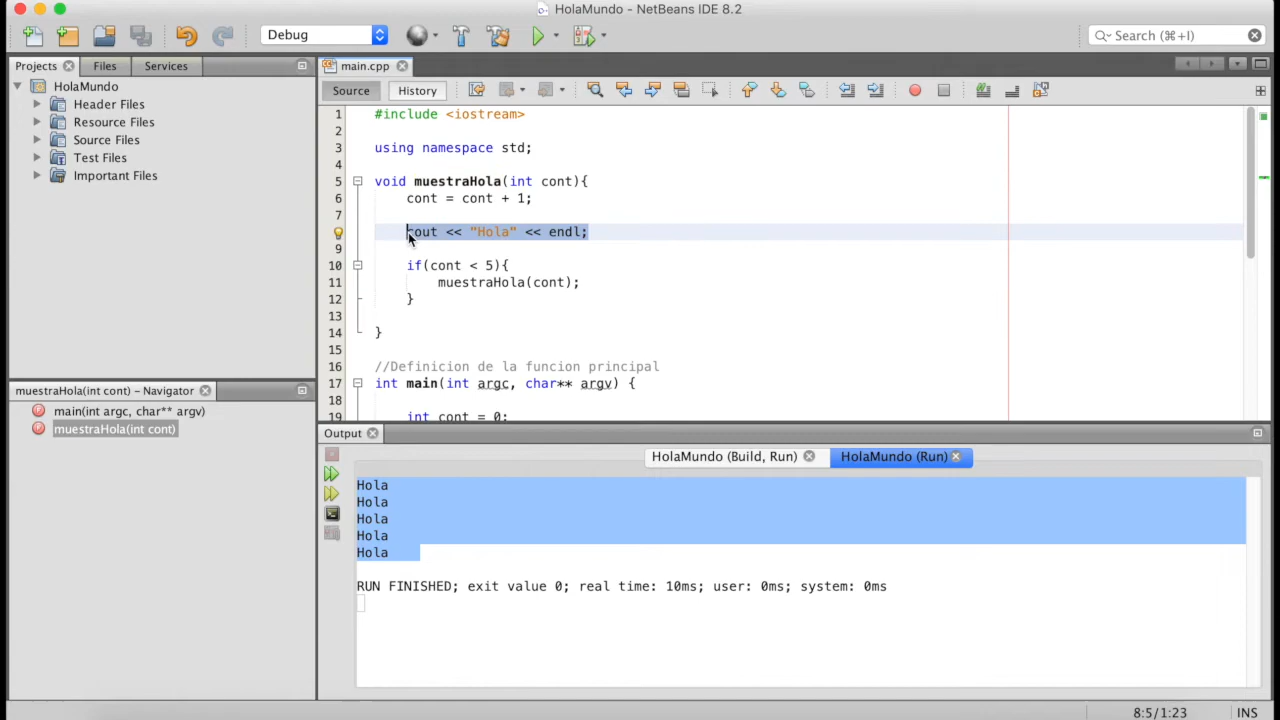 HolaMundo - NetBeans IDE 8.2
Debug
Search (⌘+I)
Projects
Files
Services
HolaMundo
Header Files
Resource Files
Source Files
Test Files
Important Files
main.cpp
Source
History
1 #include <iostream>
2
3 using namespace std;
4
5 void muestraHola(int cont){
6 cont = cont + 1;
7
cout << "Hola" << endl;
9
10 if(cont < 5){
11 muestraHola(cont);
12 }
13
14 }
15
16 //Definicion de la funcion principal
17 int main(int argc, char** argv) {
18
19 int cont = 0;
muestraHola(int cont) – Navigator
main(int argc, char** argv)
muestraHola(int cont)
Output
HolaMundo (Build, Run)
HolaMundo (Run)
Hola
Hola
Hola
Hola
Hola
RUN FINISHED; exit value 0; real time: 10ms; user: 0ms; system: 0ms
8:5/1:23
INS